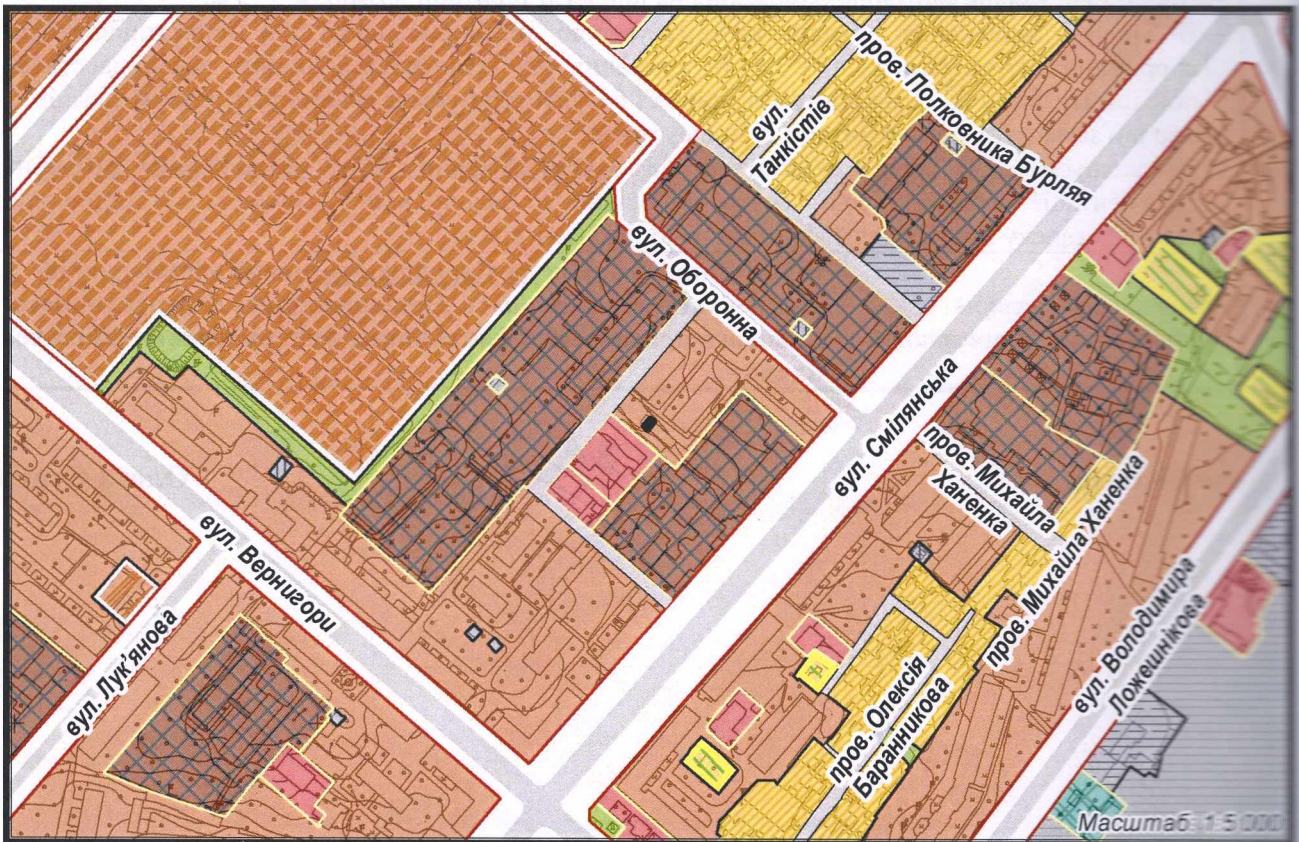 пров. Полковника Бурляя
вул.
Танкістів
вул. Оборонна
вул. Смілянська
пров. Михайла
Ханенка
пров. Михайла Ханенка
вул. Вернигори
вул. Лук'янова
пров. Олексія
Баранникова
вул. Володимира
Ложешнікова
Масштаб 1:5 000